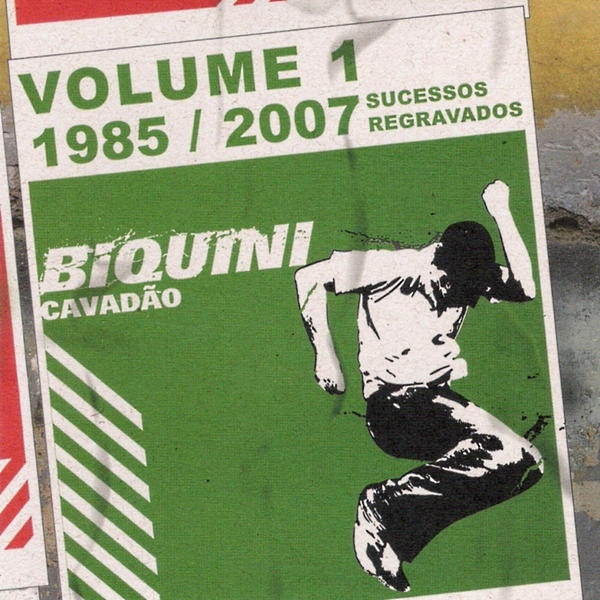 VOLUME 1
1985 / 2007
SUCESSOS
REGRAVADOS
BIQUINI
CAVADÃO